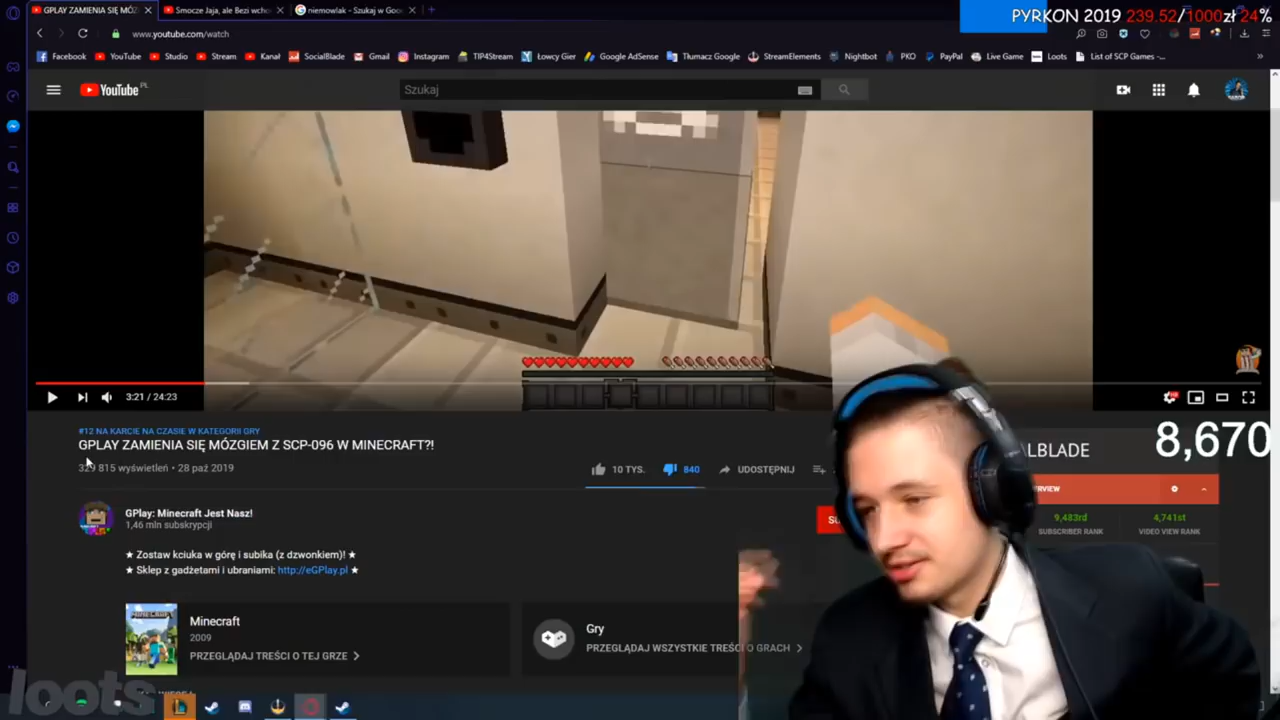 GPLAY ZAMIENIA SIĘ MÓZ
Smocze Jaja, ale Bezi wcho
niemowlak - Szukaj w Goo
PYRKON 2019 239.52/1000zł 24%
www.youtube.com/watch
Facebook YouTube Studio Stream Kanał SocialBlade Gmail Instagram TIP4Stream Łowcy Gier Google AdSense Tłumacz Google StreamElements Nightbot PKO PayPal Live Game Loots List of SCP Games -...
YouTube PL
Szukaj
3:21 / 24:23
#12 NA KARCIE NA CZASIE W KATEGORII GRY
GPLAY ZAMIENIA SIĘ MÓZGIEM Z SCP-096 W MINECRAFT?!
329 815 wyświetleń • 28 paź 2019
10 TYS. 840 UDOSTĘPNIJ
ALBLADE
8,670
9,483rd
SUBSCRIBER RANK
4,741st
VIDEO VIEW RANK
GPlay: Minecraft Jest Nasz!
1,46 mln subskrypcji
★ Zostaw kciuka w górę i subika (z dzwonkiem)! ★
★ Sklep z gadżetami i ubraniami: http://eGPlay.pl ★
MINECRAFT
Minecraft
2009
PRZEGLĄDAJ TREŚCI O TEJ GRZE
Gry
PRZEGLĄDAJ WSZYSTKIE TREŚCI O GRACH
loots